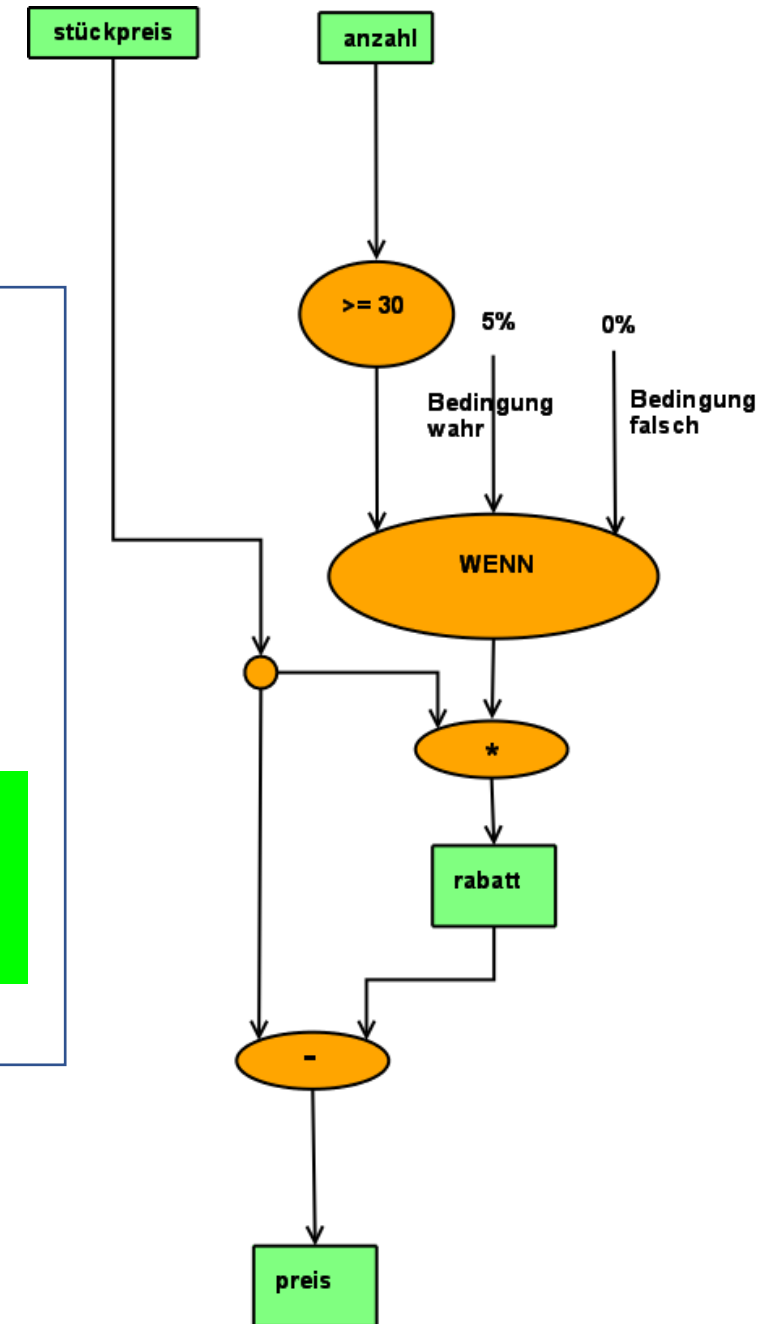 stückpreis
anzahl
>= 30
5%
0%
Bedingung
wahr
Bedingung
falsch
WENN
*
rabatt
-
preis